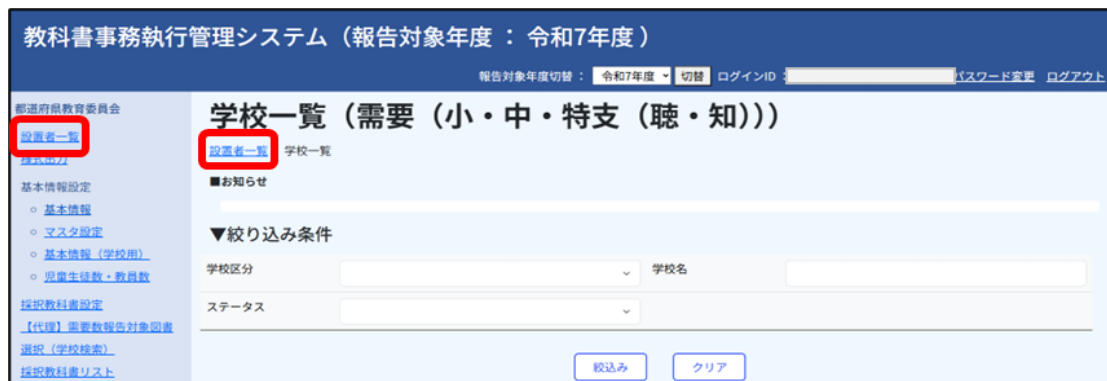 教科書事務執行管理システム（報告対象年度 ： 令和7年度 ）
報告対象年度切替 ： 令和7年度 切替 ログインID : パスワード変更 ログアウト
都道府県教育委員会
設置者一覧
様式出力
基本情報設定
基本情報
マスタ設定
基本情報（学校用）
児童生徒数・教員数
採択教科書設定
【代理】需要数報告対象図書
選択（学校検索）
採択教科書リスト
学校一覧（需要（小・中・特支（聴・知）））
設置者一覧 学校一覧
■お知らせ
▼絞り込み条件
学校区分 学校名
ステータス
絞込み クリア